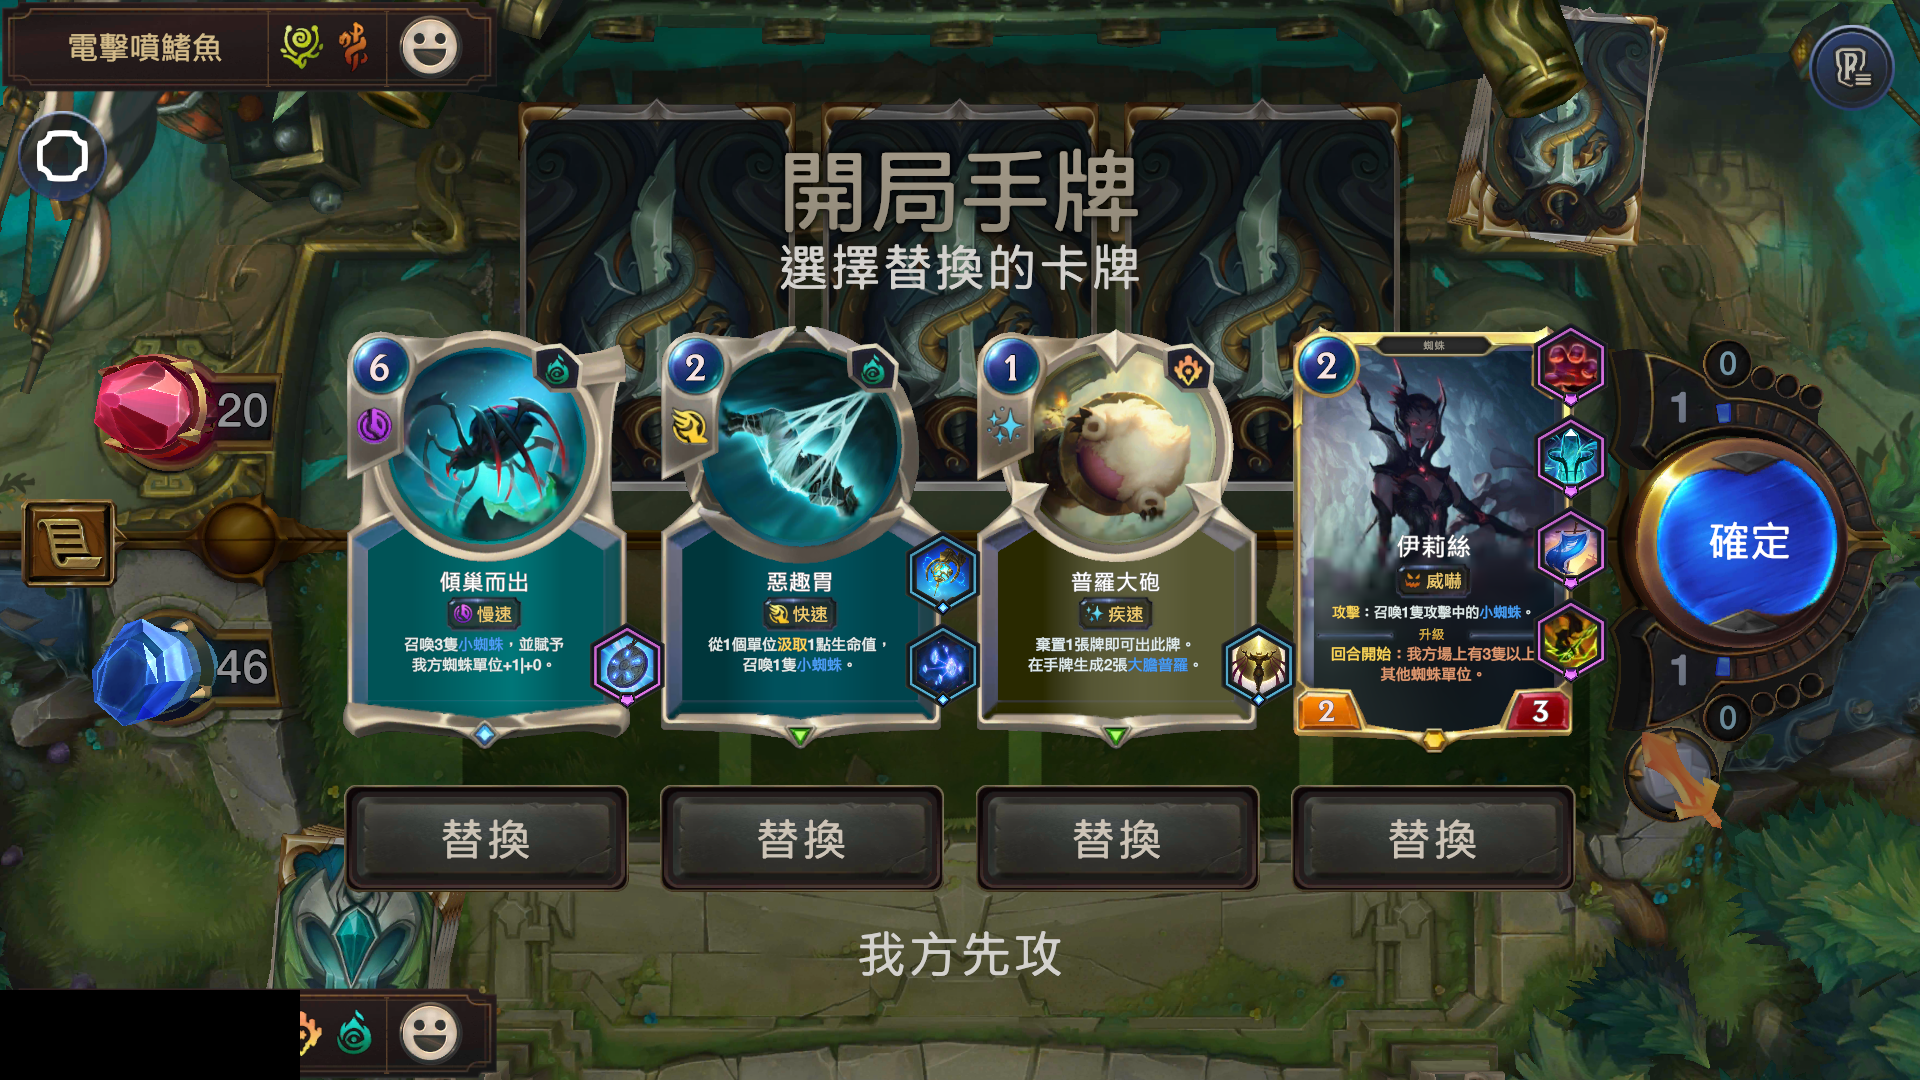 電擊噴鰭魚
開局手牌
選擇替換的卡牌
20
46
6
傾巢而出
慢速
召喚3隻小蜘蛛，並賦予
我方蜘蛛單位+1|+0。
2
惡趣胃
快速
從1個單位汲取1點生命值，
召喚1隻小蜘蛛。
1
普羅大砲
疾速
棄置1張牌即可出此牌。
在手牌生成2張大膽普羅。
2
蜘蛛
伊莉絲
威嚇
攻擊：召喚1隻攻擊中的小蜘蛛。
升級
回合開始：我方場上有3隻以上
其他蜘蛛單位。
2
3
0
1
確定
1
0
替換
替換
替換
替換
我方先攻